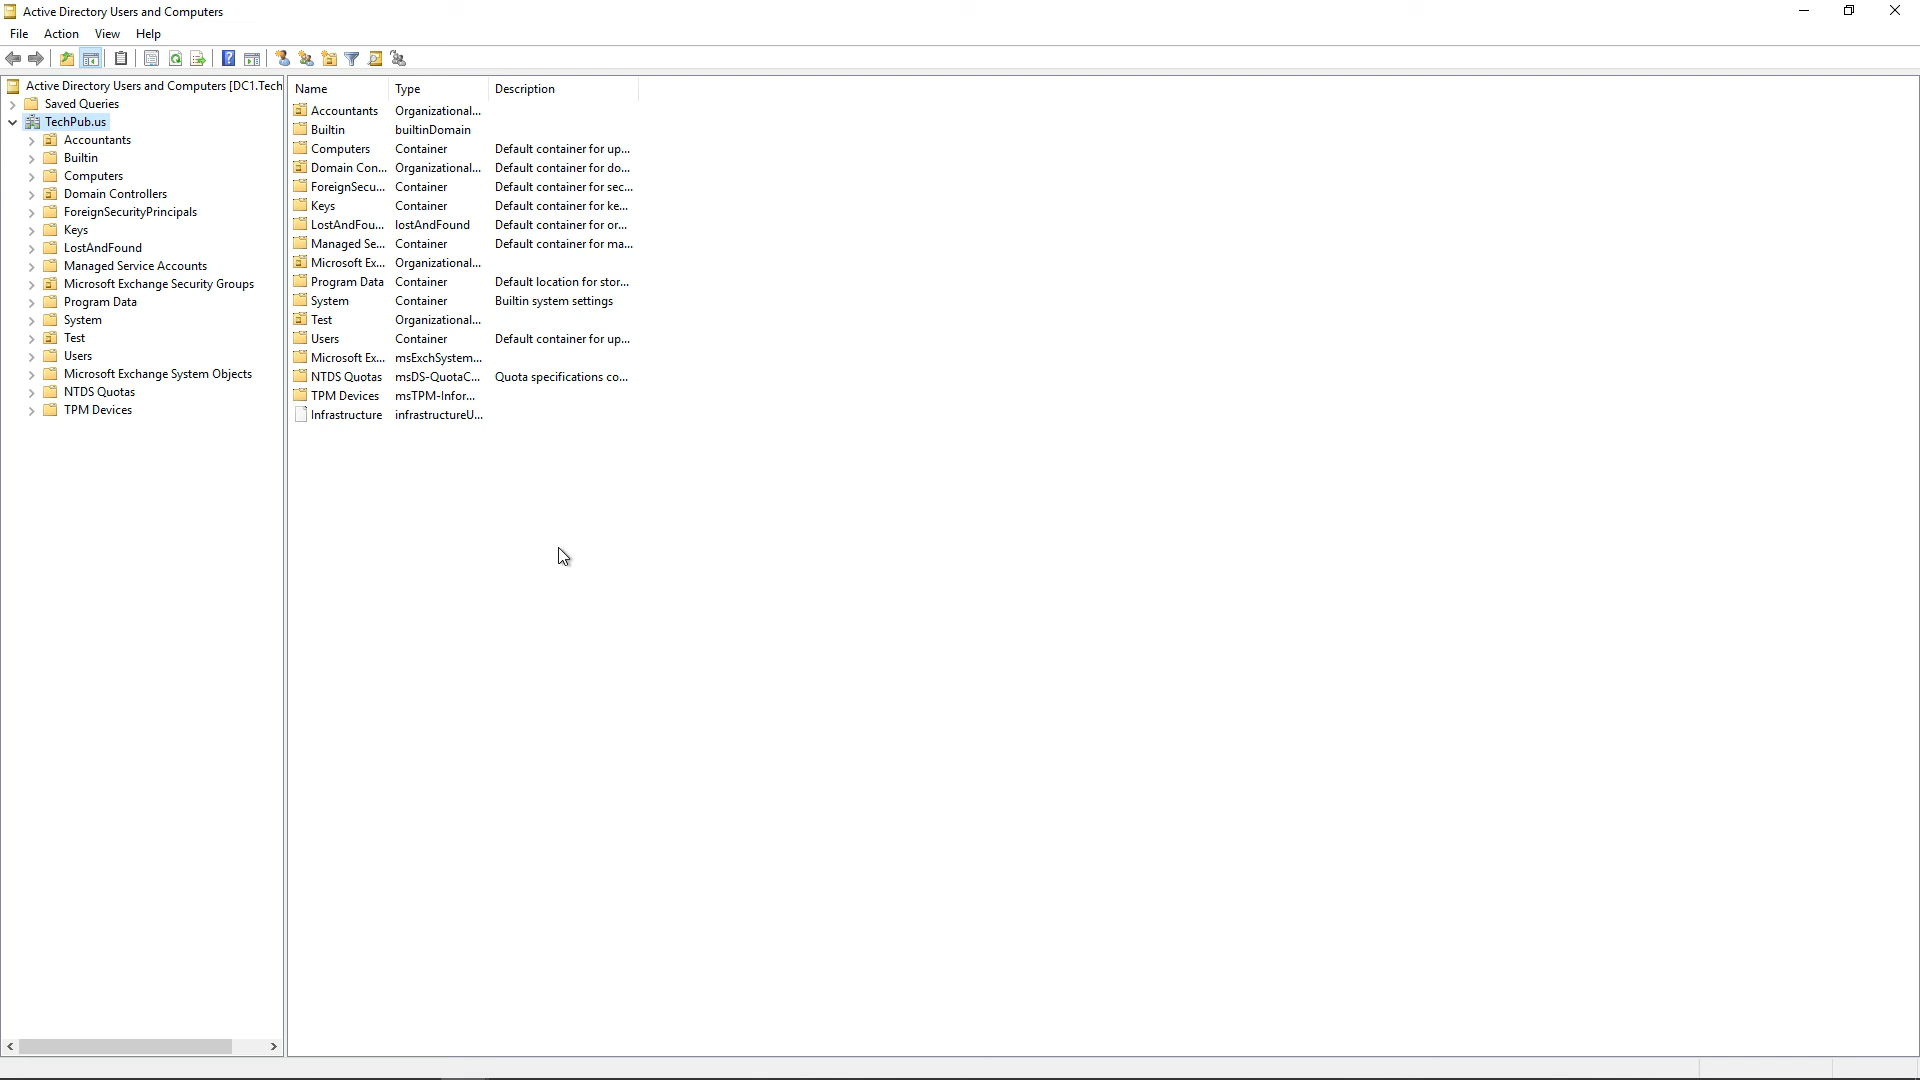 Active Directory Users and Computers
File Action View Help
Active Directory Users and Computers [DC1.Tech
Saved Queries
TechPub.us
Accountants
Builtin
Computers
Domain Controllers
ForeignSecurityPrincipals
Keys
LostAndFound
Managed Service Accounts
Microsoft Exchange Security Groups
Program Data
System
Test
Users
Microsoft Exchange System Objects
NTDS Quotas
TPM Devices
Name Type Description
Accountants Organizational...
Builtin builtinDomain
Computers Container Default container for up...
Domain Con... Organizational... Default container for do...
ForeignSecu... Container Default container for sec...
Keys Container Default container for ke...
LostAndFou... lostAndFound Default container for or...
Managed Se... Container Default container for ma...
Microsoft Ex... Organizational...
Program Data Container Default location for stor...
System Container Builtin system settings
Test Organizational...
Users Container Default container for up...
Microsoft Ex... msExchSystem...
NTDS Quotas msDS-QuotaC... Quota specifications co...
TPM Devices msTPM-Infor...
Infrastructure infrastructureU...